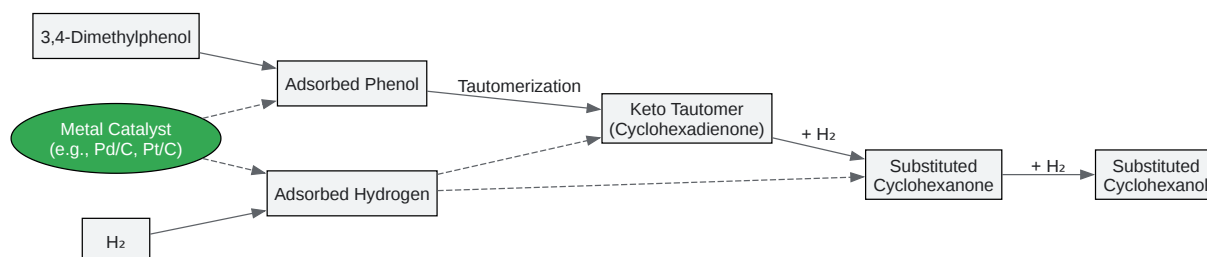 3,4-Dimethylphenol
Adsorbed Phenol
Tautomerization
Metal Catalyst
(e.g., Pd/C, Pt/C)
Keto Tautomer
(Cyclohexadienone)
+ H₂
Adsorbed Hydrogen
Substituted
Cyclohexanone
+ H₂
Substituted
Cyclohexanol
H₂